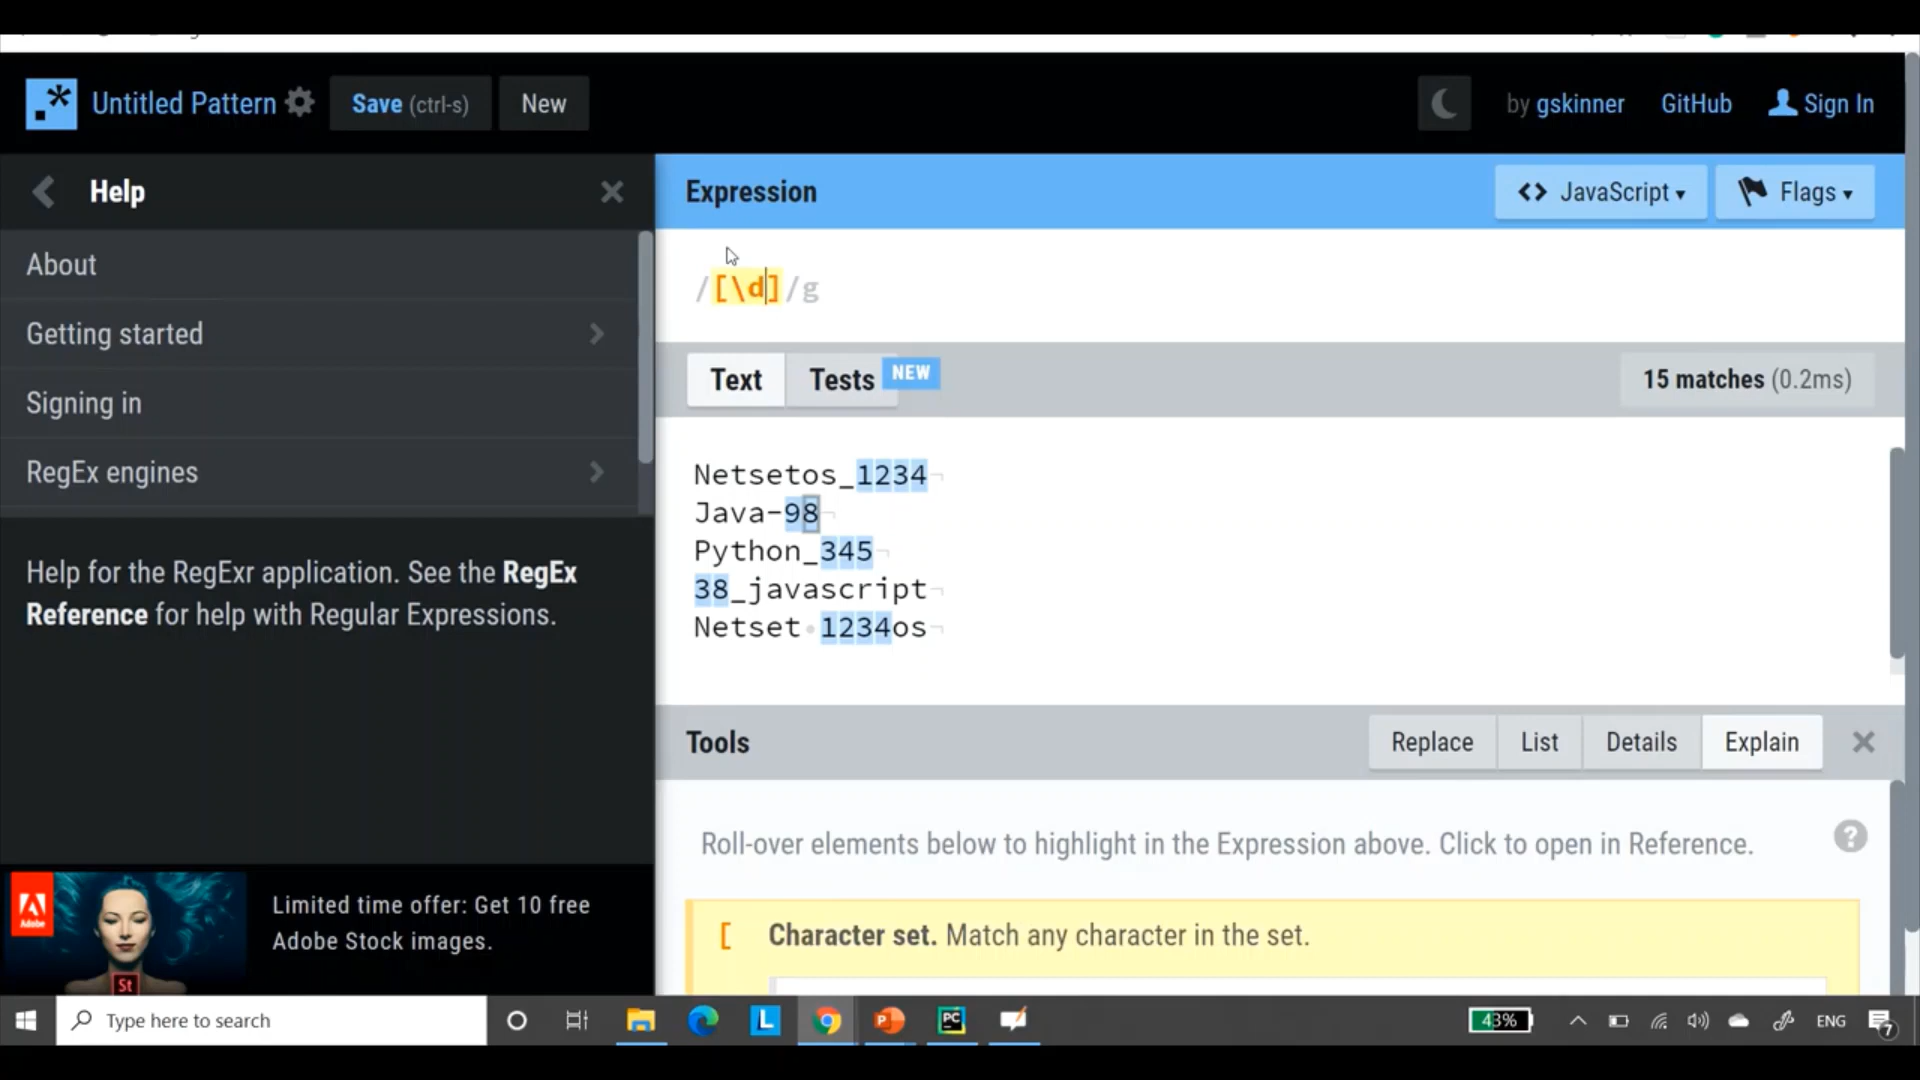 Untitled Pattern Save (ctrl-s) New by gskinner GitHub Sign In
Help
About
Getting started
Signing in
RegEx engines
Help for the RegExr application. See the RegEx
Reference for help with Regular Expressions.
Limited time offer: Get 10 free
Adobe Stock images.
Adobe
St
Expression <> JavaScript Flags
/[\d]/g
Text Tests NEW 15 matches (0.2ms)
Netsetos_1234
Java-98
Python_345
38_javascript
Netset 1234os
Tools Replace List Details Explain
Roll-over elements below to highlight in the Expression above. Click to open in Reference. ?
[ Character set. Match any character in the set.
Type here to search L P PC 43% ENG 7